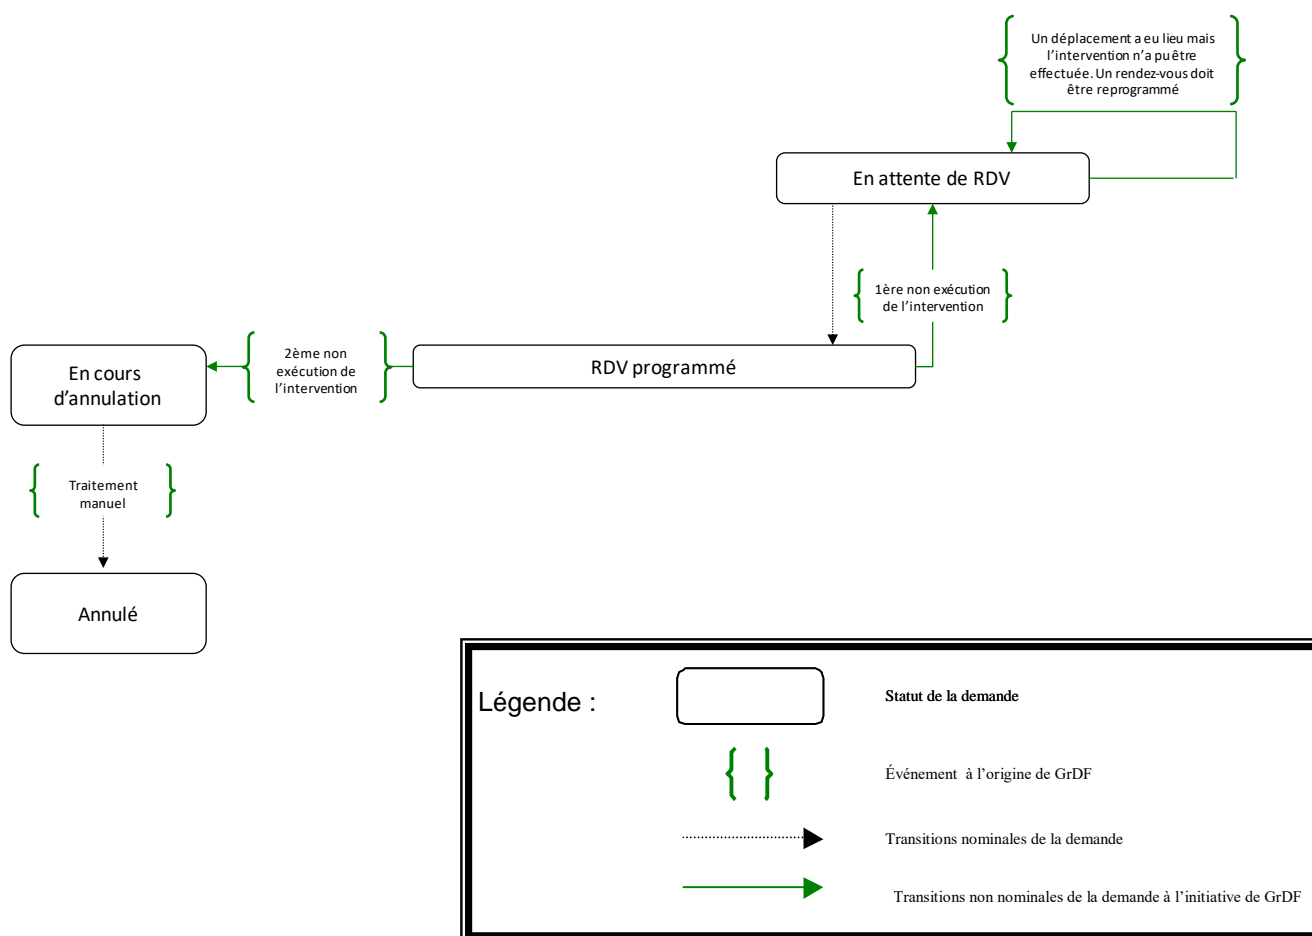 Un déplacement a eu lieu mais
l'intervention n'a pu être
effectuée. Un rendez-vous doit
être reprogrammé
En attente de RDV
1ère non exécution
de l'intervention
2ème non
exécution de
l'intervention
RDV programmé
En cours
d'annulation
Traitement
manuel
Annulé
Légende :
Statut de la demande
Événement à l'origine de GrDF
Transitions nominales de la demande
Transitions non nominales de la demande à l'initiative de GrDF